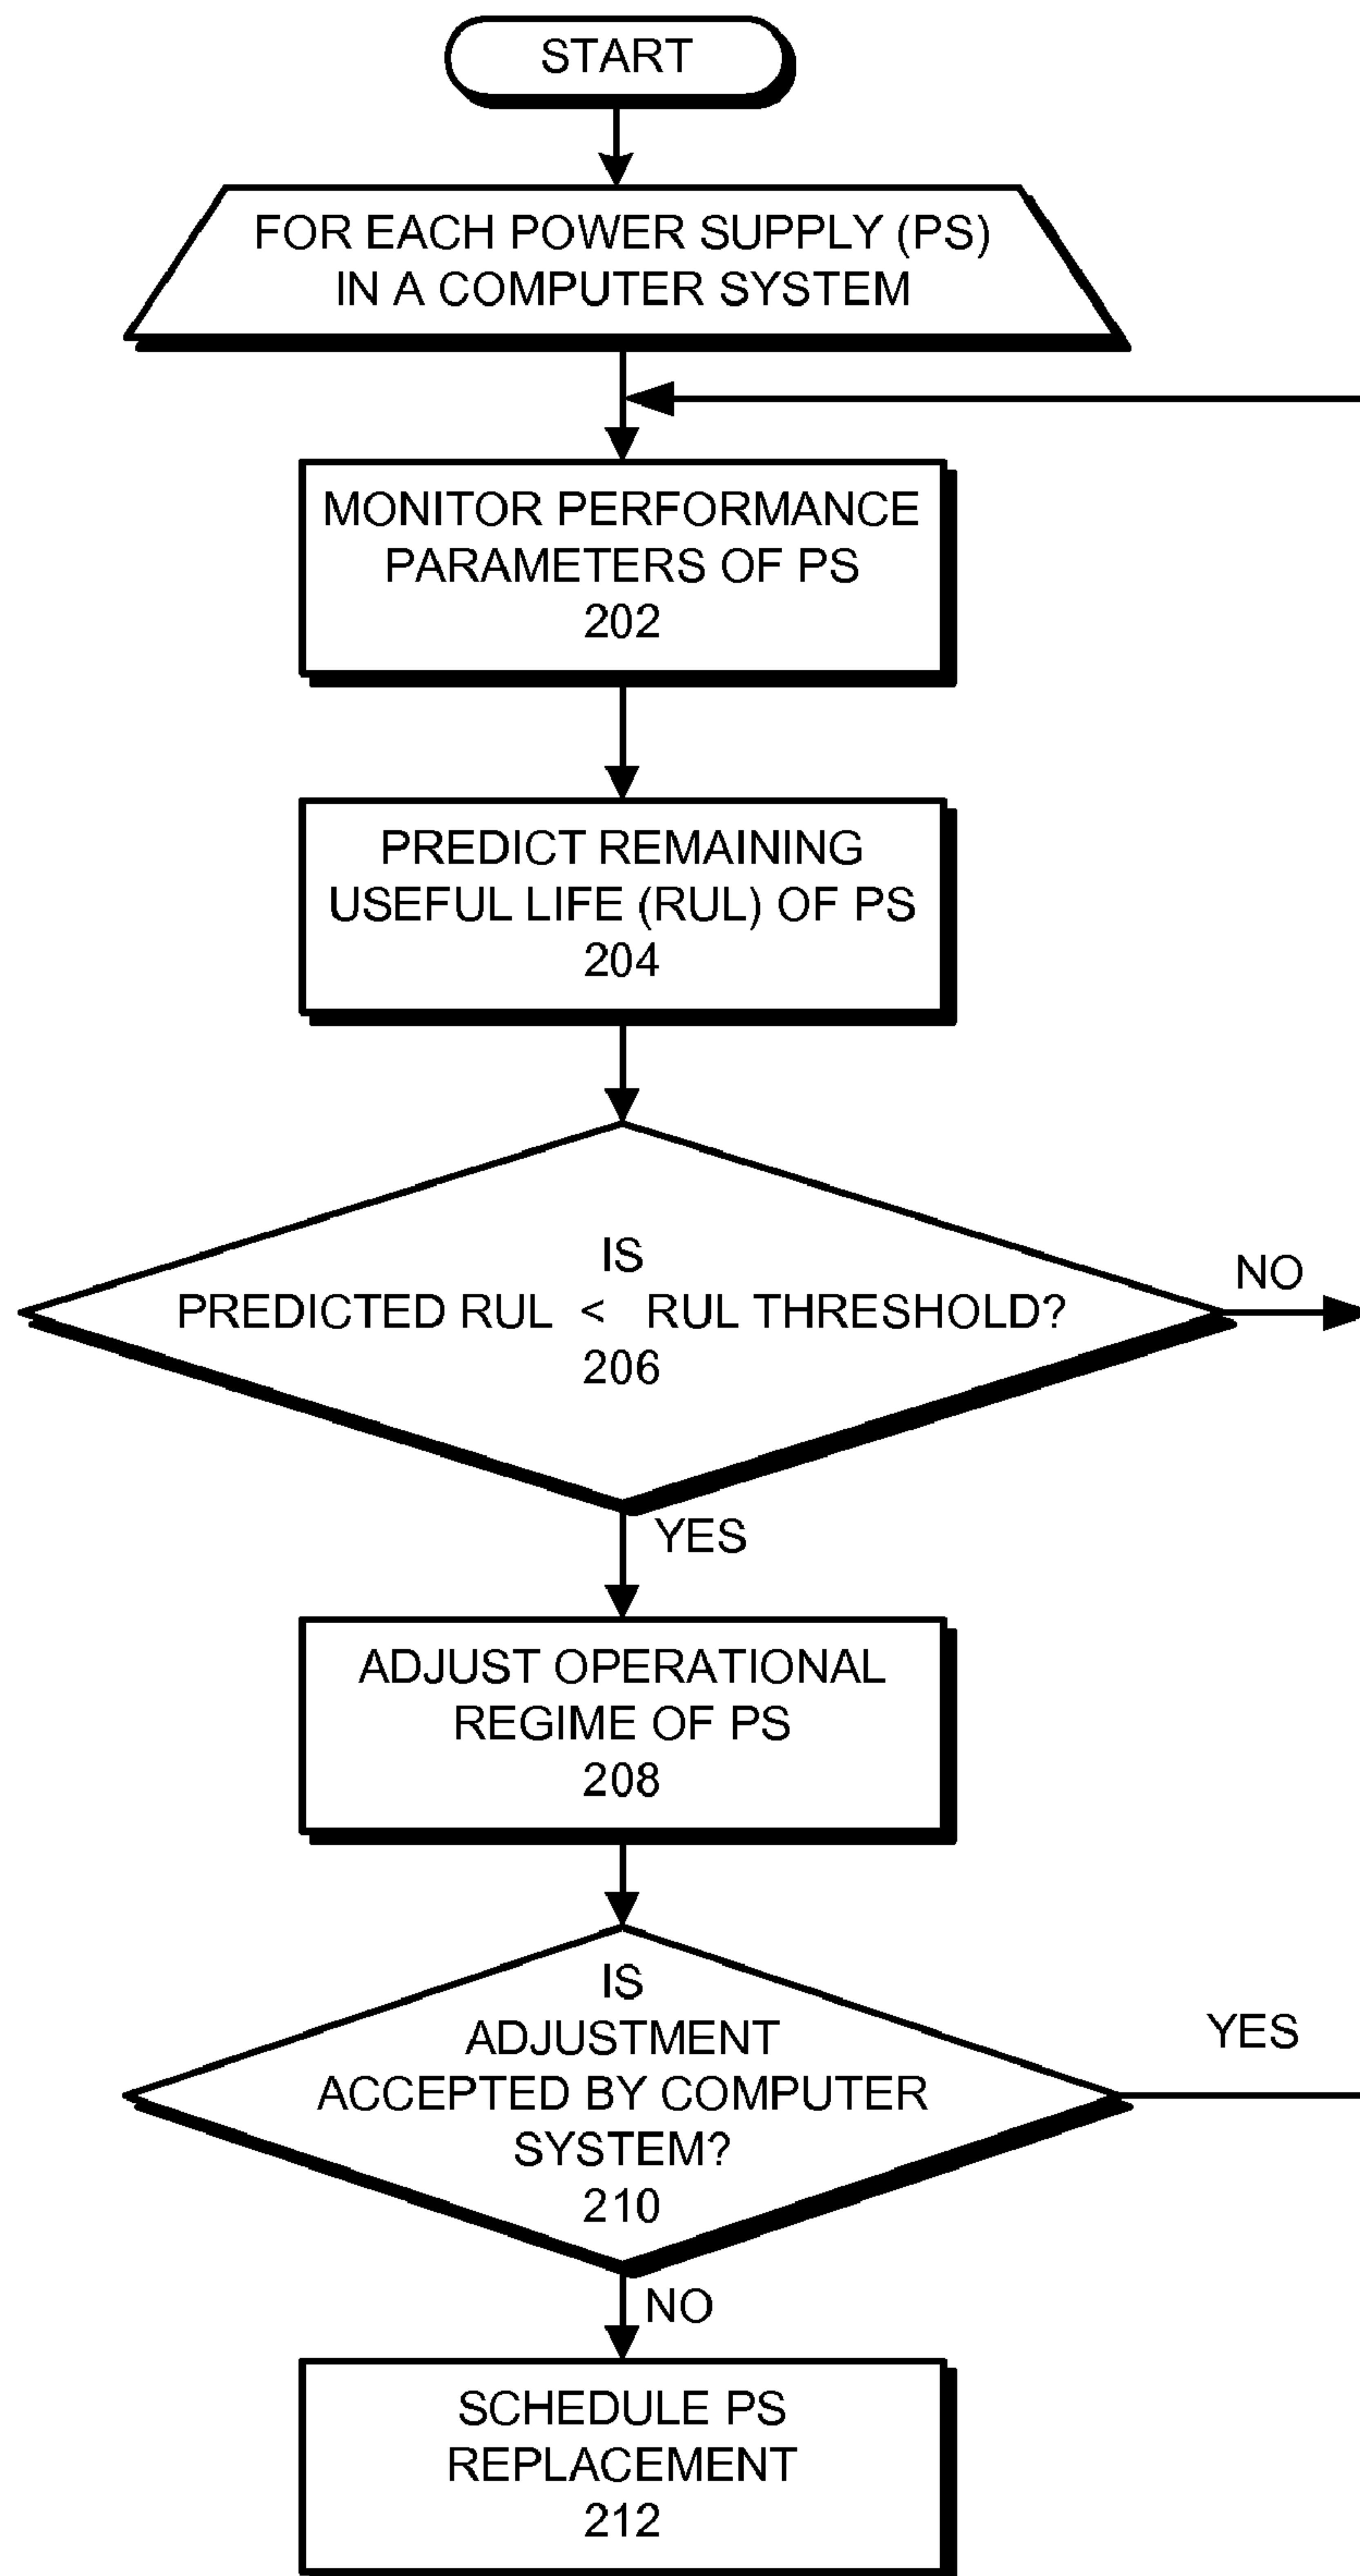 START
FOR EACH POWER SUPPLY (PS)
IN A COMPUTER SYSTEM
MONITOR PERFORMANCE
PARAMETERS OF PS
202
PREDICT REMAINING
USEFUL LIFE (RUL) OF PS
204
IS
PREDICTED RUL < RUL THRESHOLD?
206
NO
YES
ADJUST OPERATIONAL
REGIME OF PS
208
IS
ADJUSTMENT
ACCEPTED BY COMPUTER
SYSTEM?
210
YES
NO
SCHEDULE PS
REPLACEMENT
212